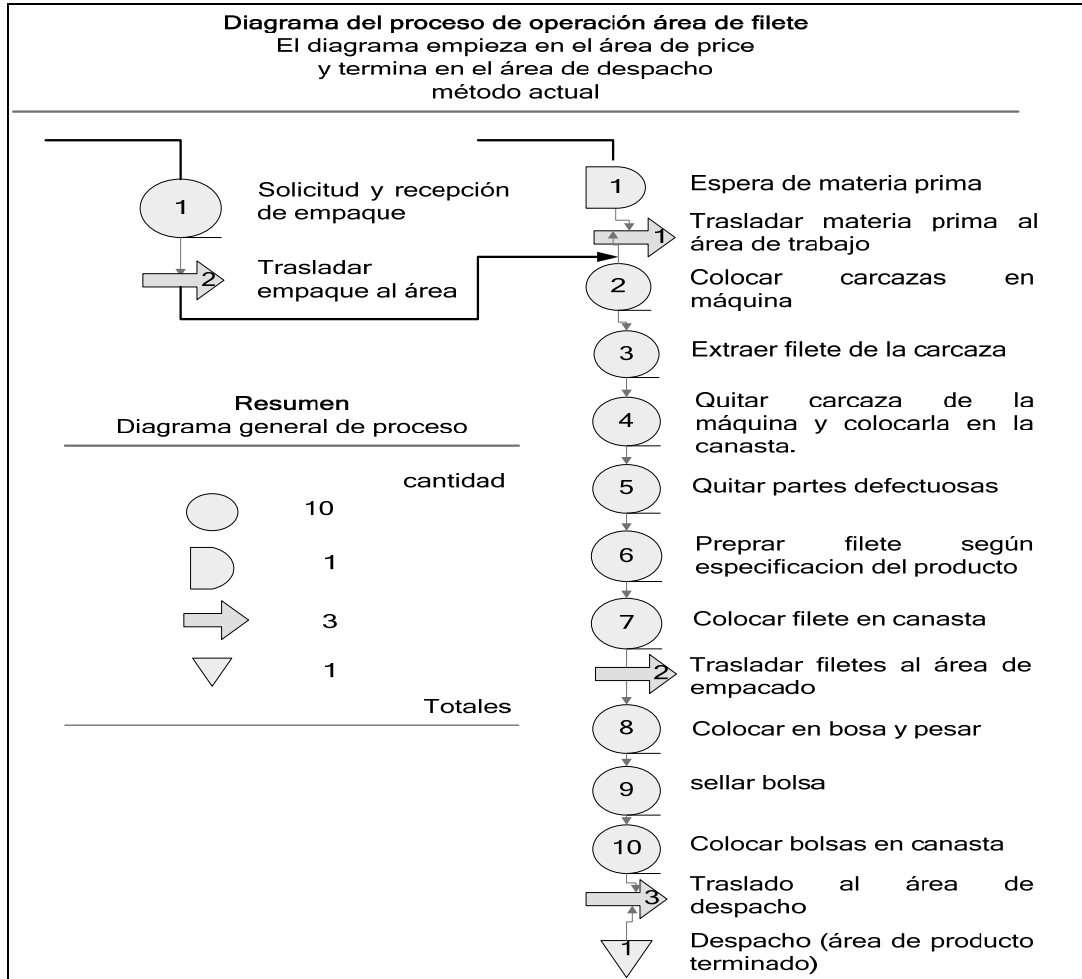 Diagrama del proceso de operación área de filete
El diagrama empieza en el área de price
y termina en el área de despacho
método actual
1
Solicitud y recepción
de empaque
2
Trasladar
empaque al área
Resumen
Diagrama general de proceso
cantidad
10
1
3
1
Totales
1
Espera de materia prima
1
Trasladar materia prima al
área de trabajo
2
Colocar carcazas en
máquina
3
Extraer filete de la carcaza
4
Quitar carcaza de la
máquina y colocarla en la
canasta.
5
Quitar partes defectuosas
6
Preprar filete según
especificacion del producto
7
Colocar filete en canasta
2
Trasladar filetes al área de
empacado
8
Colocar en bosa y pesar
9
sellar bolsa
10
Colocar bolsas en canasta
3
Traslado al área de
despacho
1
Despacho (área de producto
terminado)